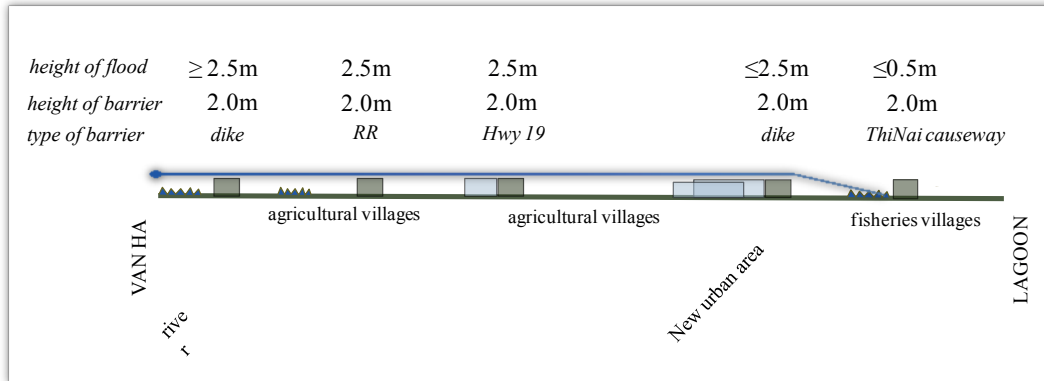 height of flood ≥ 2.5m 2.5m 2.5m ≤2.5m ≤0.5m
height of barrier 2.0m 2.0m 2.0m 2.0m 2.0m
type of barrier dike RR Hwy 19 dike ThiNai causeway
agricultural villages agricultural villages fisheries villages
VAN HA
rive
r
New urban area
LAGOON